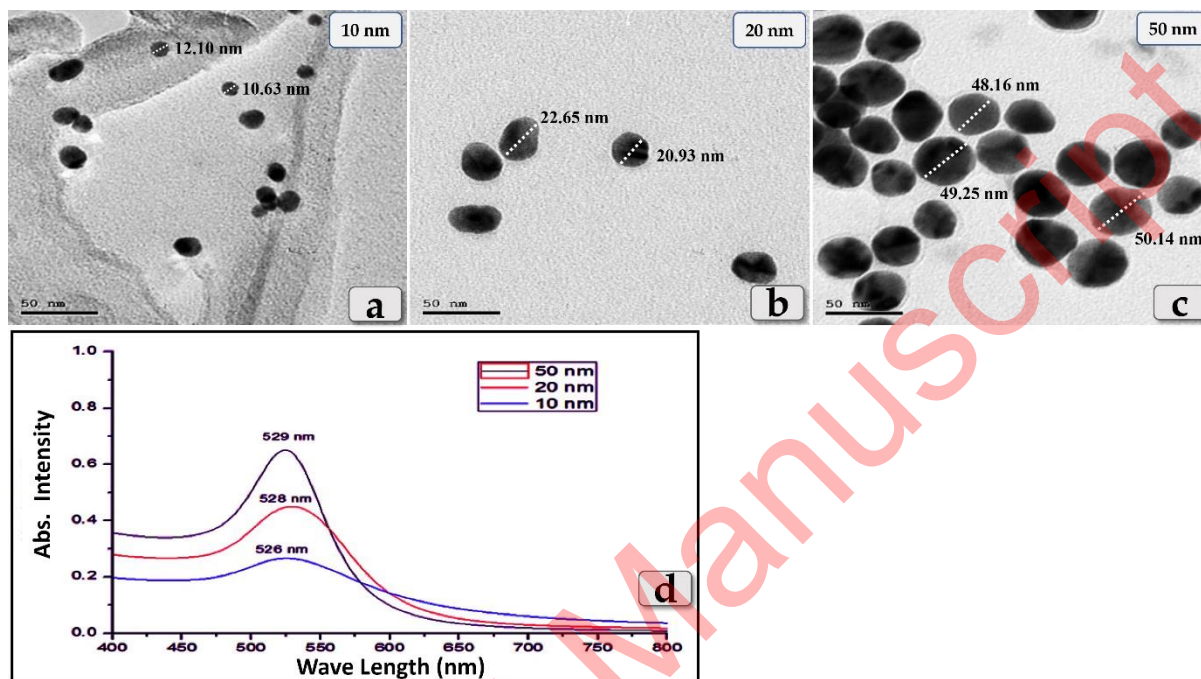 10 nm
12.10 nm
10.63 nm
50 nm
a
20 nm
22.65 nm
20.93 nm
50 nm
b
50 nm
48.16 nm
49.25 nm
50.14 nm
50 nm
c
Manuscript
1.0
0.8
0.6
0.4
0.2
0.0
Abs. Intensity
50 nm
20 nm
10 nm
529 nm
528 nm
526 nm
d
400 450 500 550 600 650 700 750 800
Wave Length (nm)